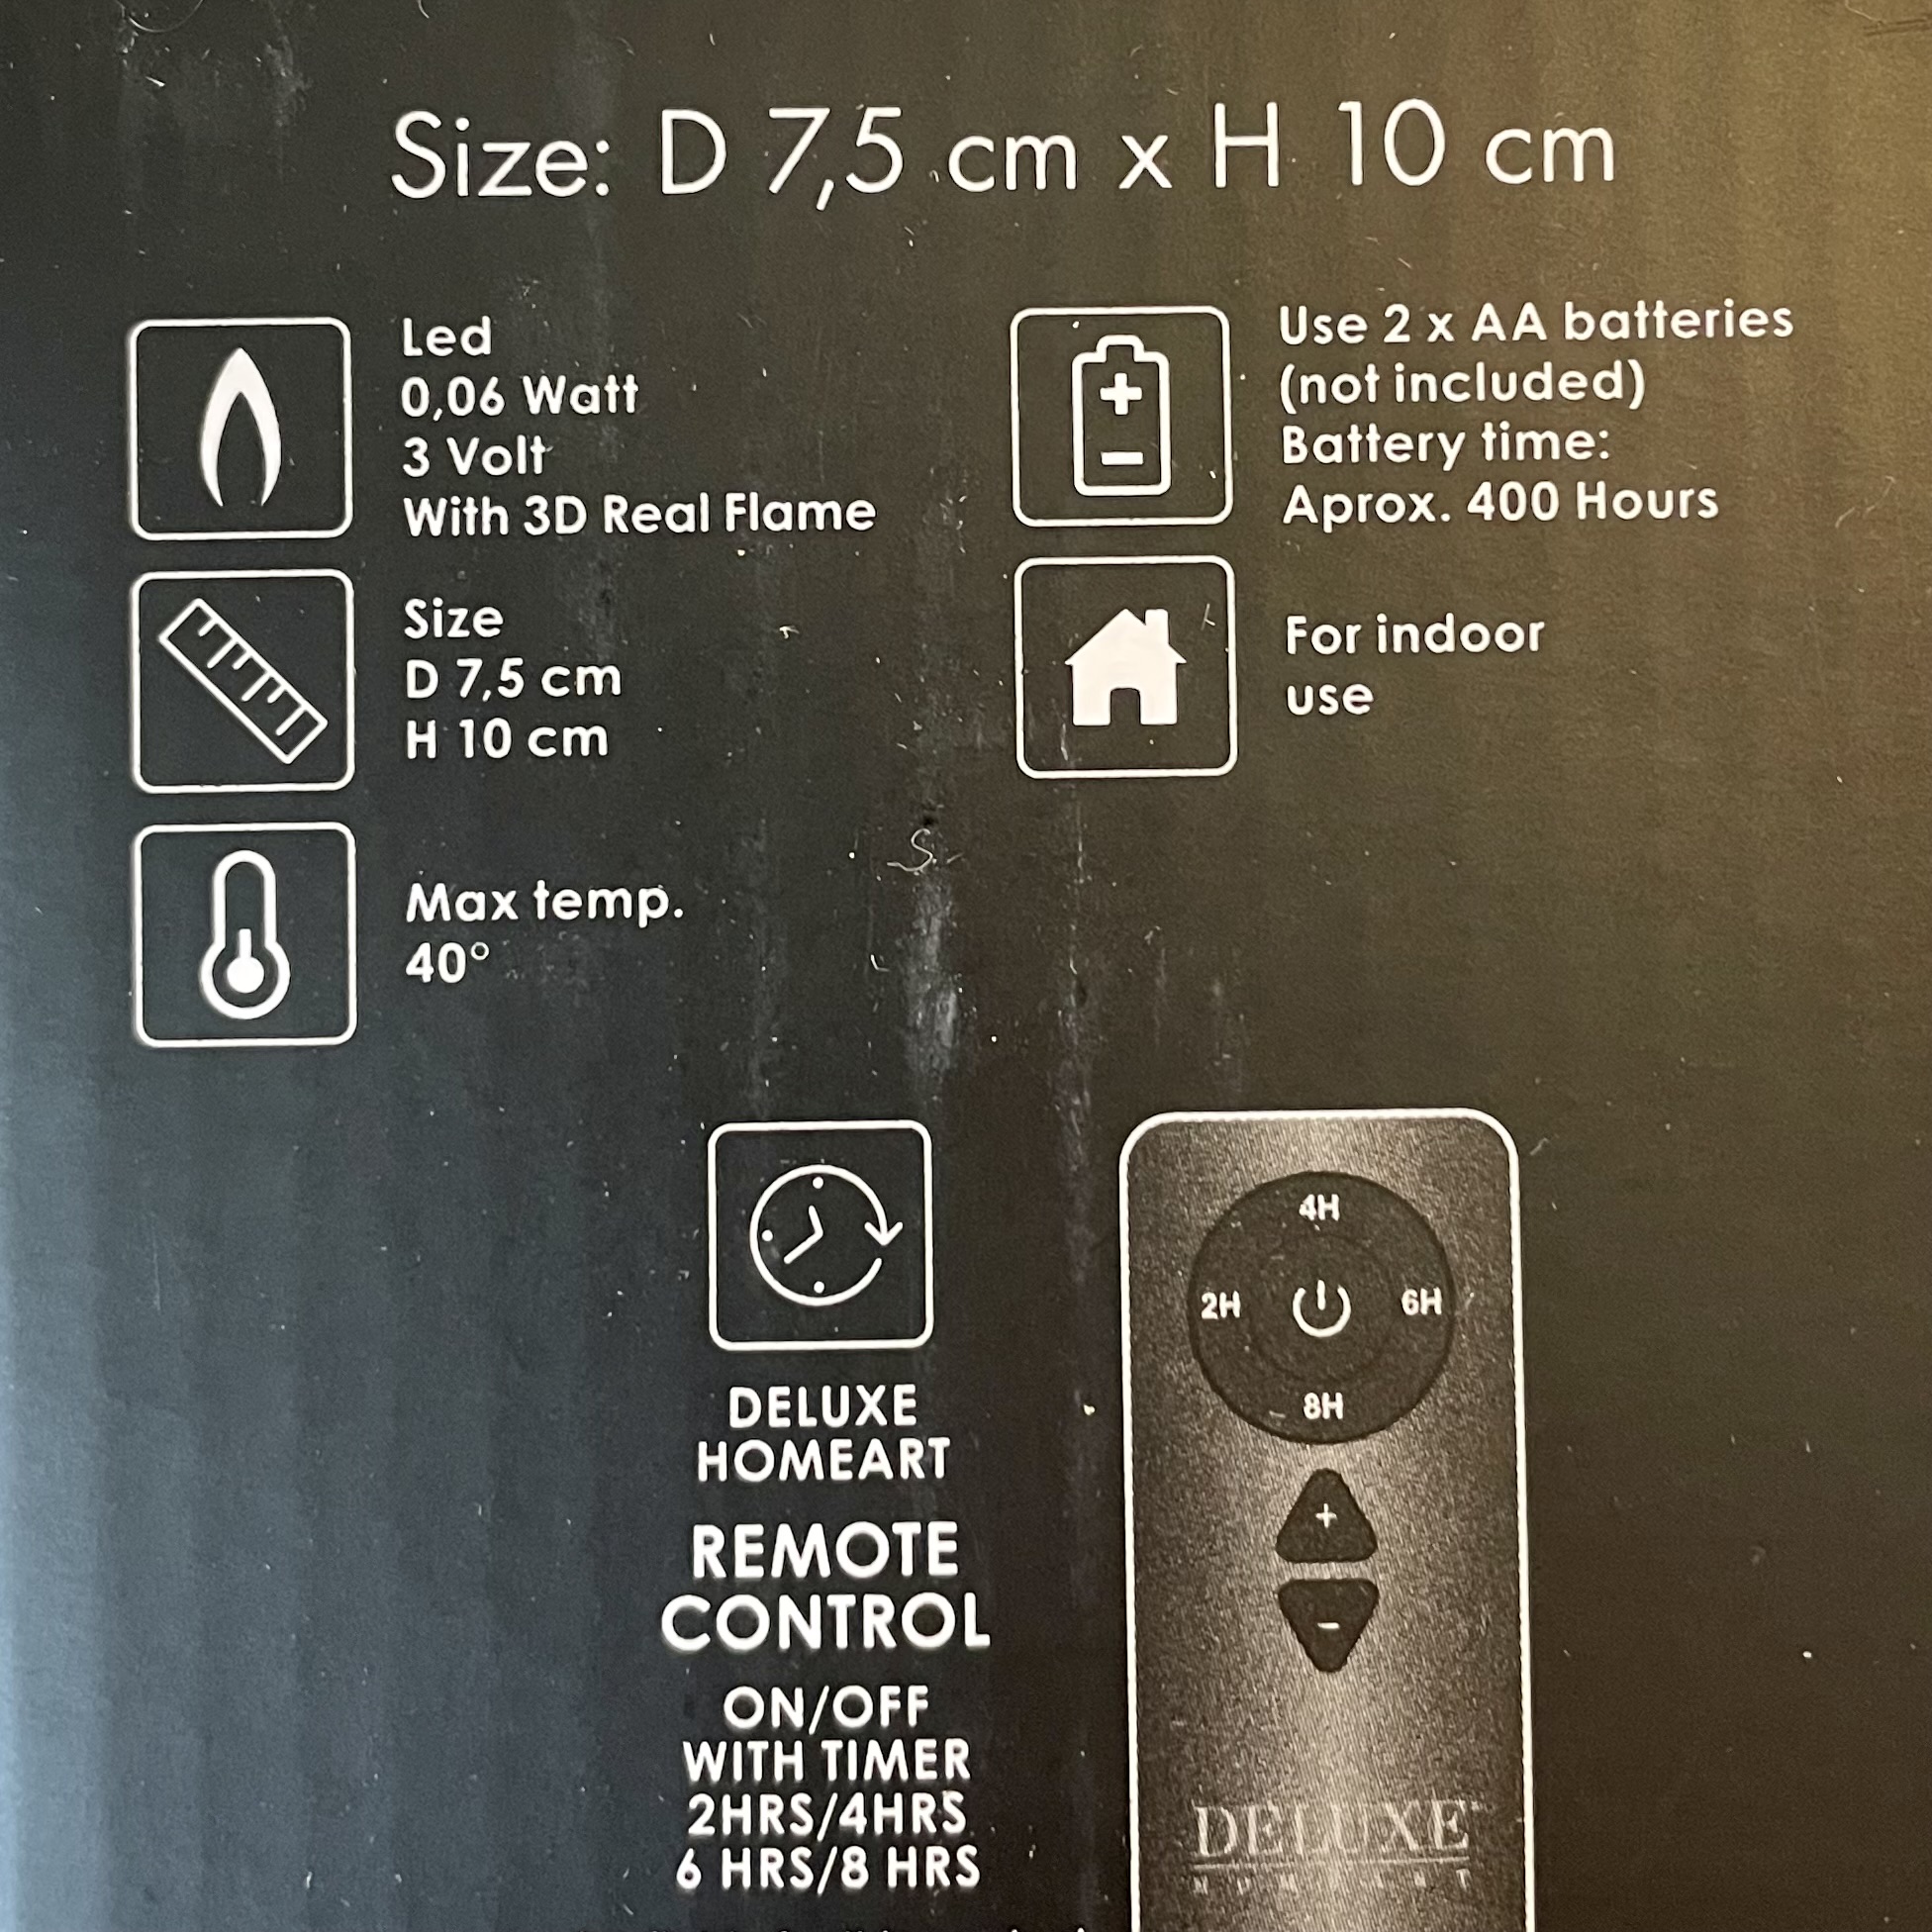 Size: D 7,5 cm x H 10 cm
Led
0,06 Watt
3 Volt
With 3D Real Flame
Use 2 x AA batteries
(not included)
Battery time:
Aprox. 400 Hours
Size
D 7,5 cm
H 10 cm
For indoor
use
Max temp.
40°
DELUXE
HOMEART
REMOTE
CONTROL
ON/OFF
WITH TIMER
2HRS/4HRS
6 HRS/8 HRS
4H
2H 6H
8H
+
-
DELUXE